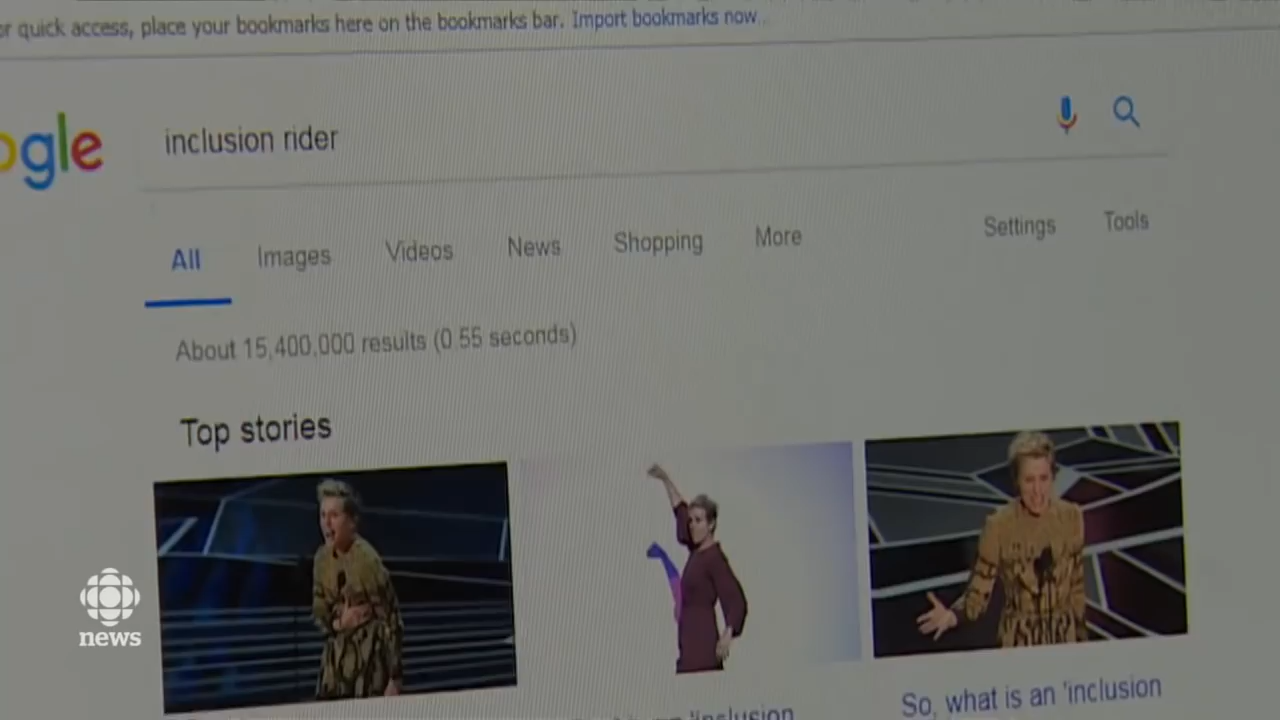 or quick access, place your bookmarks here on the bookmarks bar. Import bookmarks now..
ogle
inclusion rider
All Images Videos News Shopping More Settings Tools
About 15,400,000 results (0.55 seconds)
Top stories
news
So, what is an 'inclusion
'inclusion